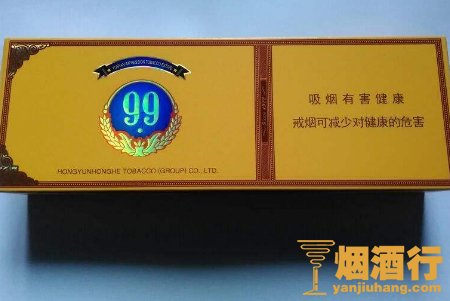 99
HONGYUNHONGHE TOBACCO (GROUP) CO., LTD.
吸烟有害健康
戒烟可减少对健康的危害
烟酒行
yanjiuhang.com